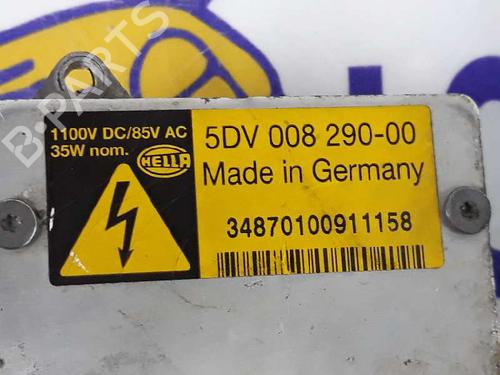 1100V DC/85V AC
35W nom.
HELLA
5DV 008 290-00
Made in Germany
34870100911158
B-PARTS